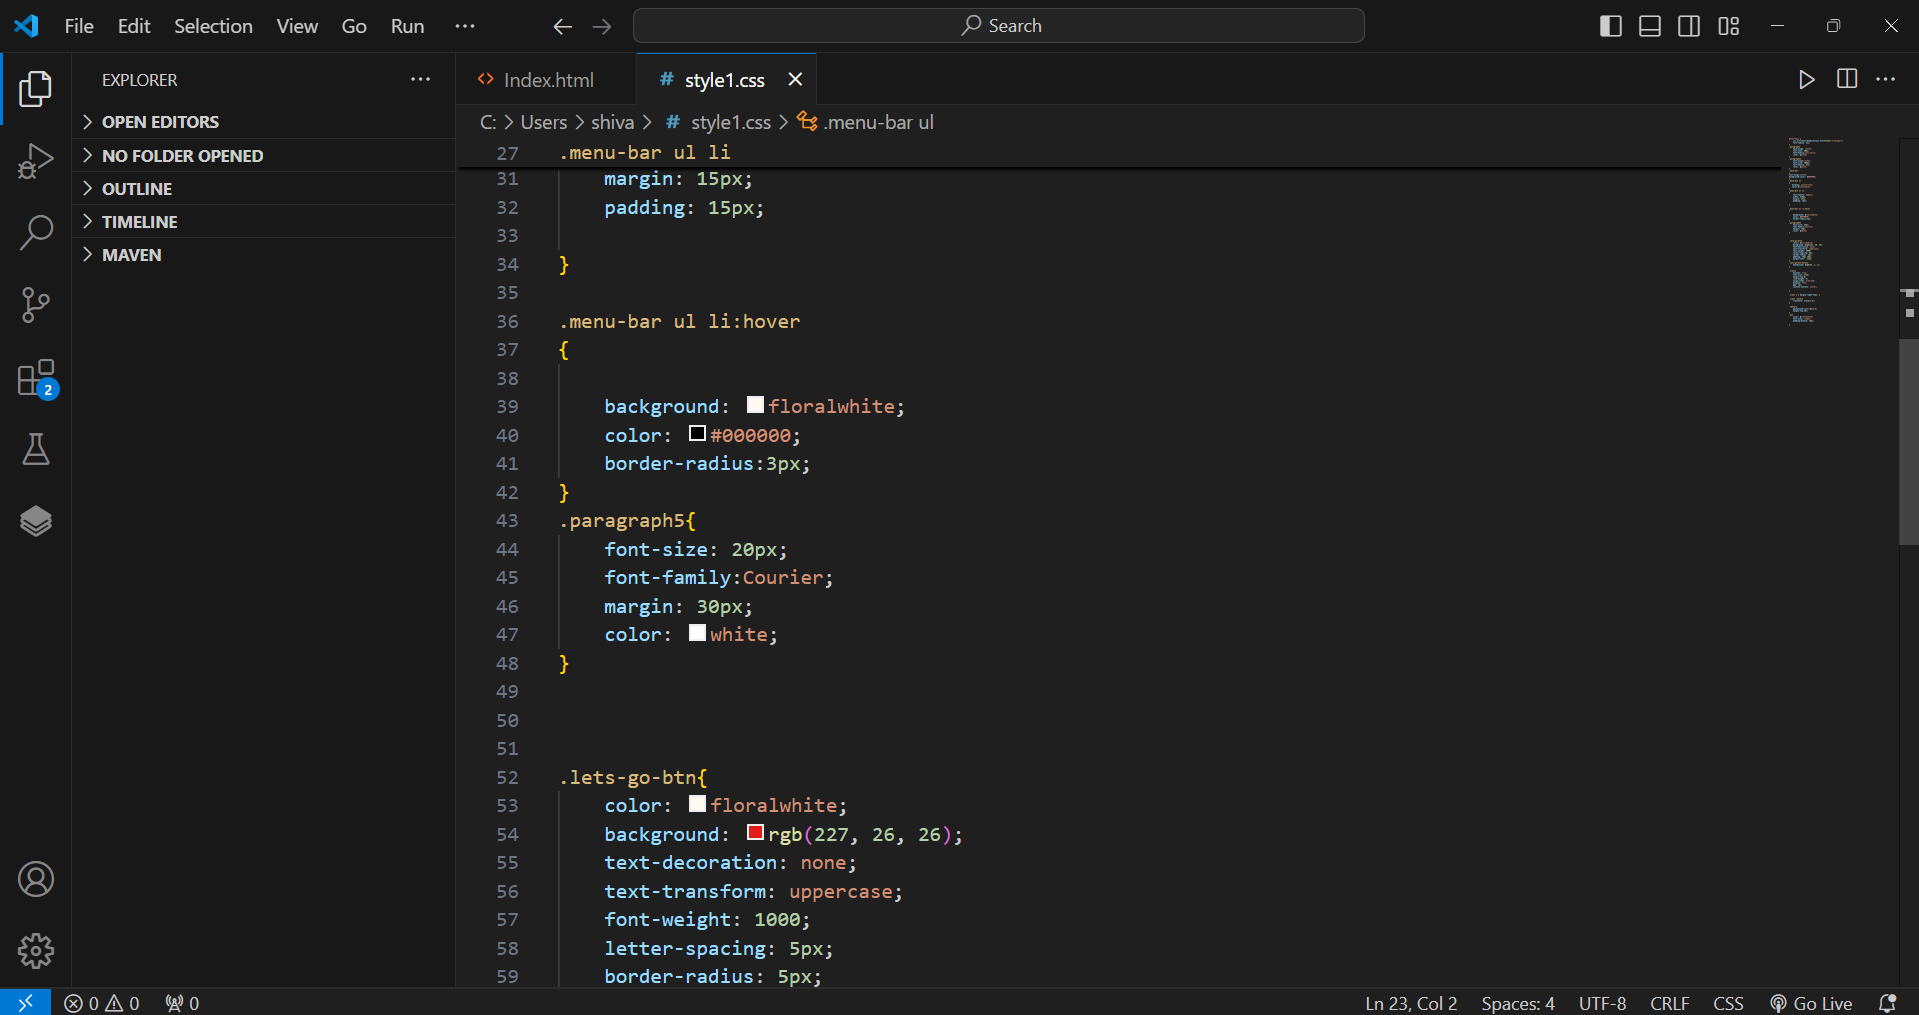 File Edit Selection View Go Run ··· Search
EXPLORER ···
OPEN EDITORS
NO FOLDER OPENED
OUTLINE
TIMELINE
MAVEN
2
Index.html # style1.css
C: > Users > shiva > # style1.css > .menu-bar ul
27 .menu-bar ul li
31 margin: 15px;
32 padding: 15px;
33
34 }
35
36 .menu-bar ul li:hover
37 {
38
39 background: floralwhite;
40 color: #000000;
41 border-radius:3px;
42 }
43 .paragraph5{
44 font-size: 20px;
45 font-family:Courier;
46 margin: 30px;
47 color: white;
48 }
49
50
51
52 .lets-go-btn{
53 color: floralwhite;
54 background: rgb(227, 26, 26);
55 text-decoration: none;
56 text-transform: uppercase;
57 font-weight: 1000;
58 letter-spacing: 5px;
59 border-radius: 5px;
0 0 0 Ln 23, Col 2 Spaces: 4 UTF-8 CRLF CSS Go Live